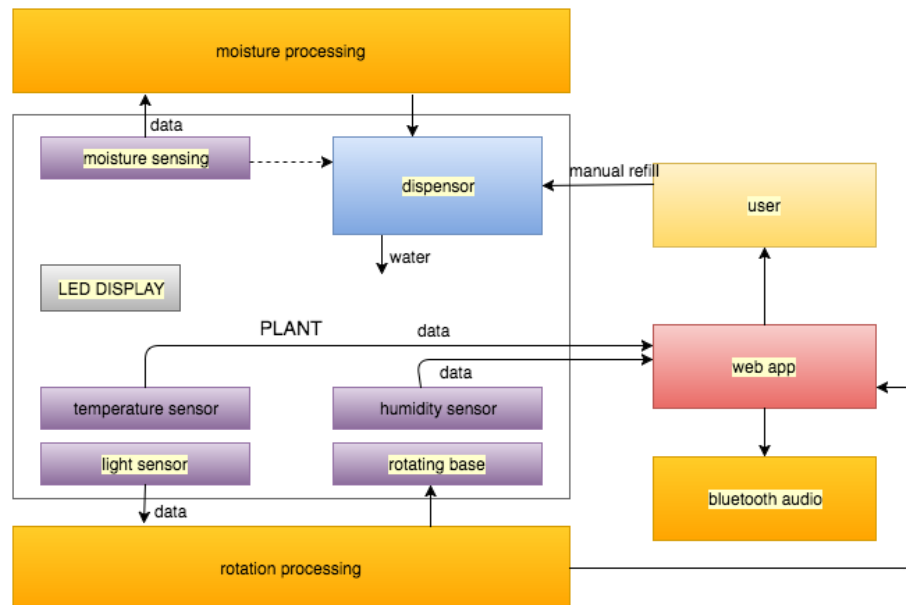 moisture processing
data
moisture sensing
dispensor
manual refill
user
water
LED DISPLAY
PLANT
data
data
web app
temperature sensor
humidity sensor
light sensor
rotating base
bluetooth audio
data
rotation processing